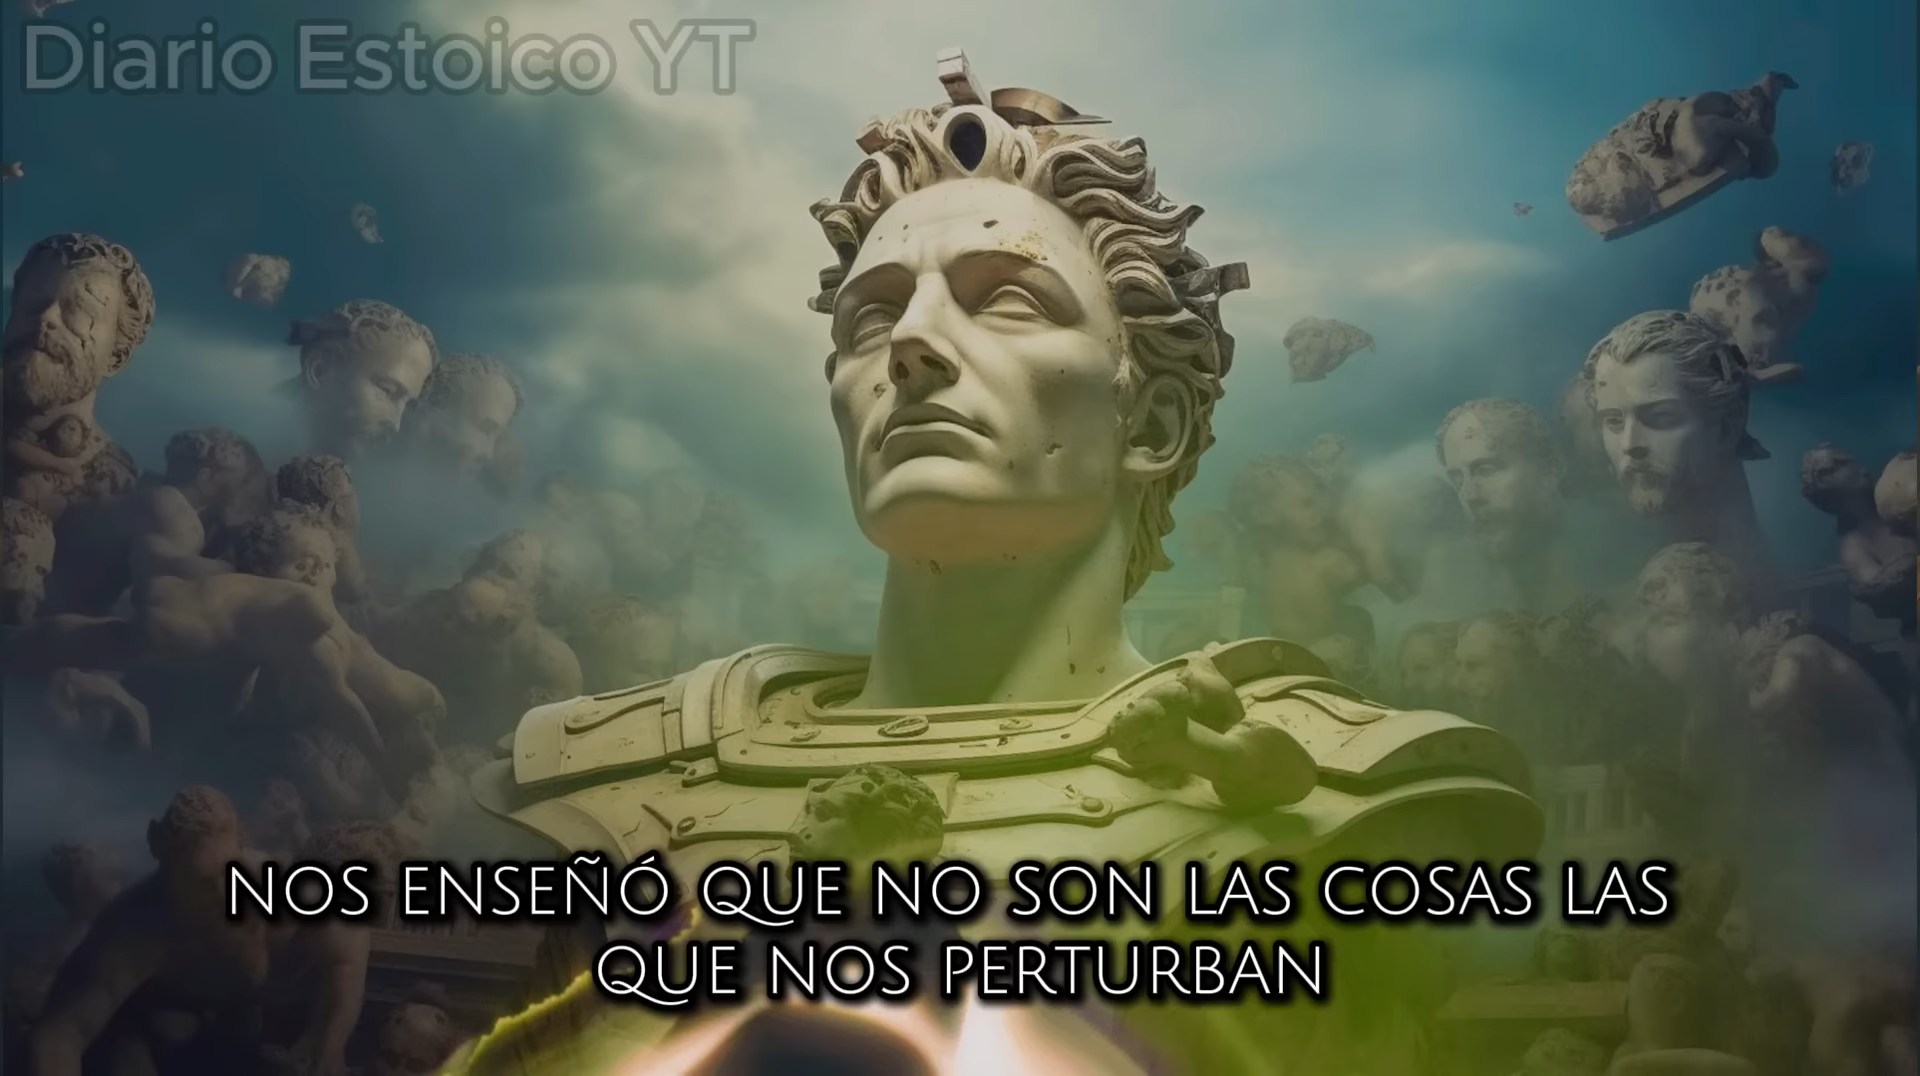 Diario Estoico YT
NOS ENSEÑÓ QUE NO SON LAS COSAS LAS
QUE NOS PERTURBAN